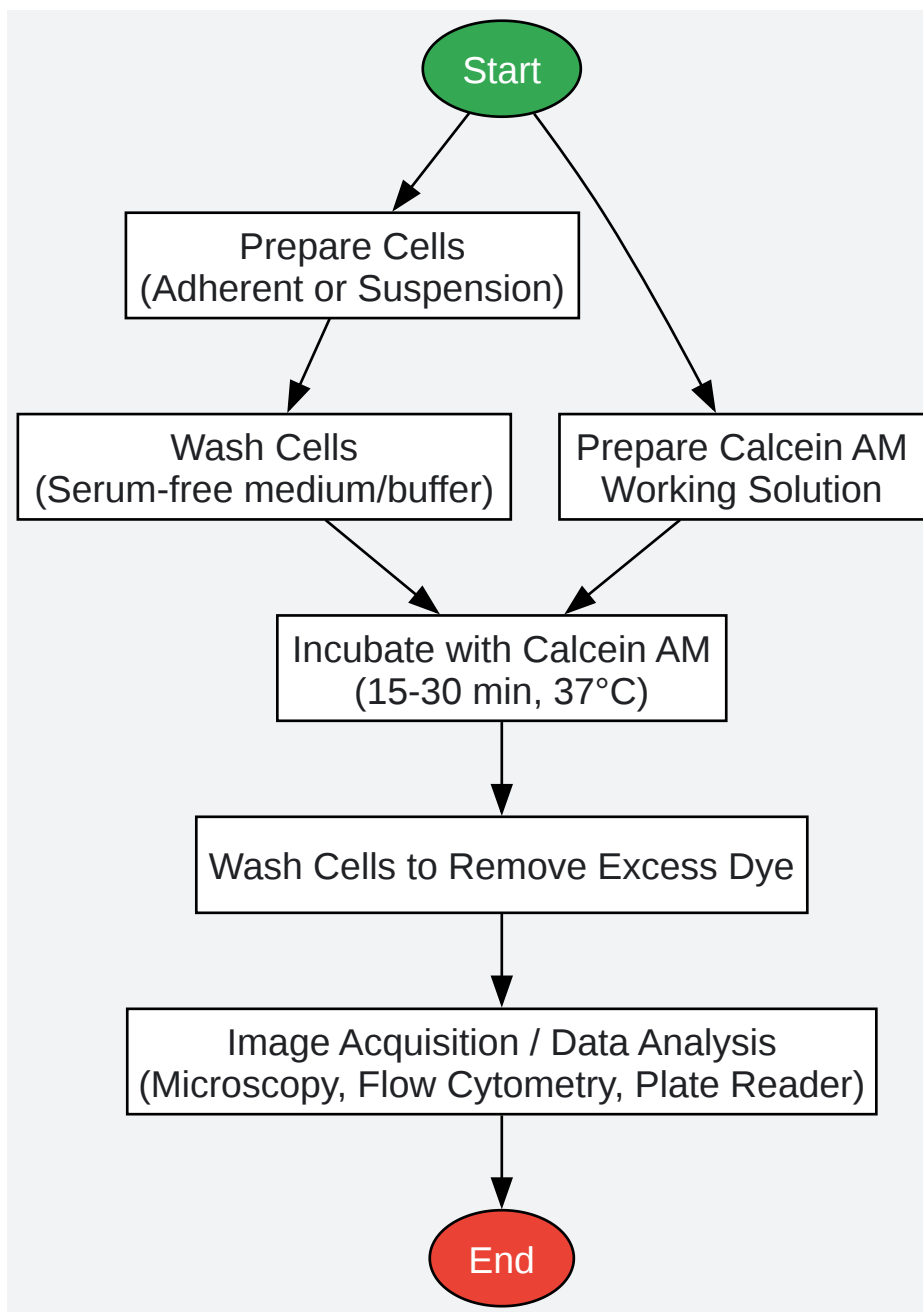 Start
Prepare Cells
(Adherent or Suspension)
Wash Cells
(Serum-free medium/buffer)
Prepare Calcein AM
Working Solution
Incubate with Calcein AM
(15-30 min, 37°C)
Wash Cells to Remove Excess Dye
Image Acquisition / Data Analysis
(Microscopy, Flow Cytometry, Plate Reader)
End